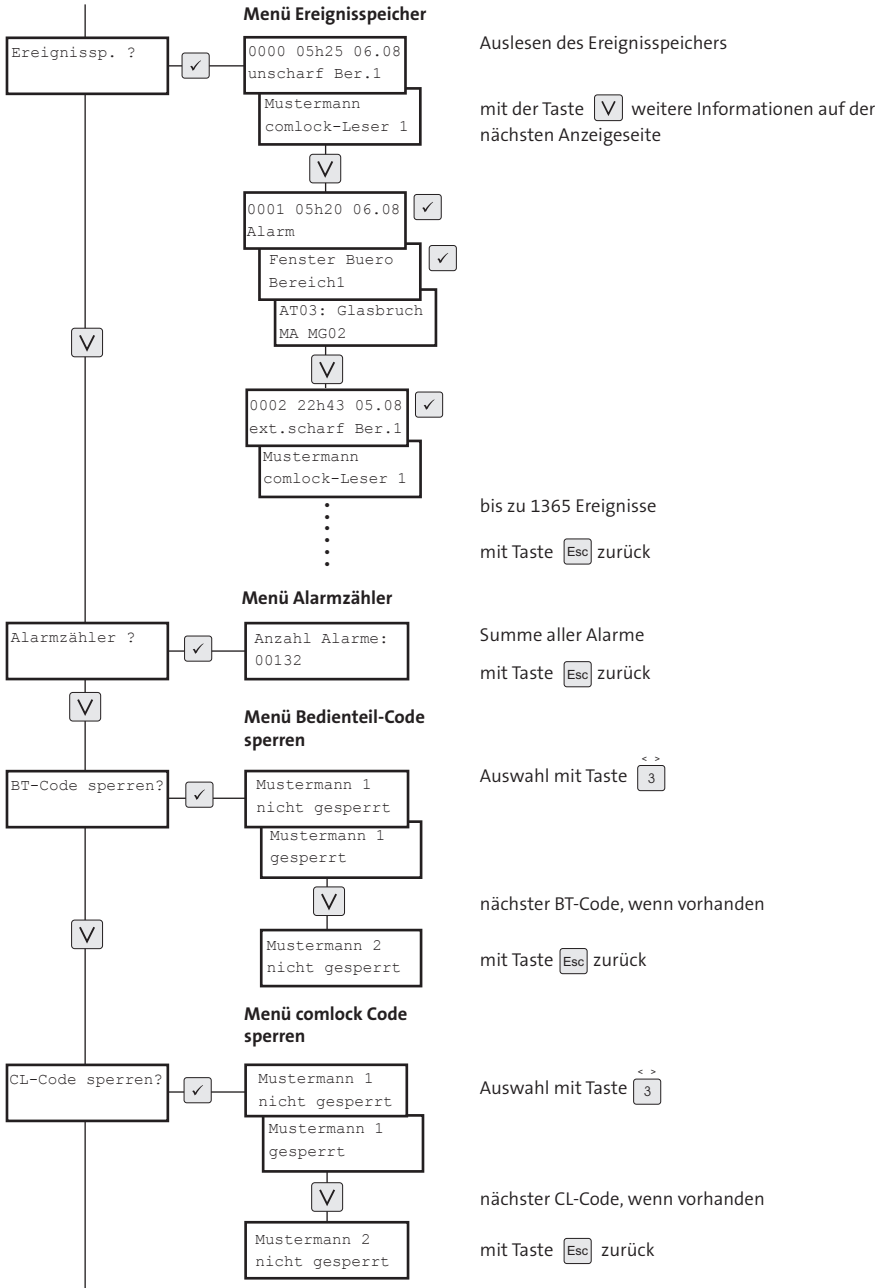 Menü Ereignisspeicher
Ereignissp. ?
0000 05h25 06.08
unscharf Ber.1
Mustermann
comlock-Leser 1
Auslesen des Ereignisspeichers
mit der Taste V weitere Informationen auf der
nächsten Anzeigeseite
V
0001 05h20 06.08
Alarm
Fenster Buero
Bereich1
AT03: Glasbruch
MA MG02
V
V
0002 22h43 05.08
ext.scharf Ber.1
Mustermann
comlock-Leser 1
bis zu 1365 Ereignisse
mit Taste Esc zurück
Menü Alarmzähler
Alarmzähler ?
Anzahl Alarme:
00132
Summe aller Alarme
mit Taste Esc zurück
V
Menü Bedienteil-Code
sperren
BT-Code sperren?
Mustermann 1
nicht gesperrt
Mustermann 1
gesperrt
< >
Auswahl mit Taste 3
V
nächster BT-Code, wenn vorhanden
V
Mustermann 2
nicht gesperrt
mit Taste Esc zurück
Menü comlock Code
sperren
CL-Code sperren?
Mustermann 1
nicht gesperrt
Mustermann 1
gesperrt
< >
Auswahl mit Taste 3
V
nächster CL-Code, wenn vorhanden
Mustermann 2
nicht gesperrt
mit Taste Esc zurück